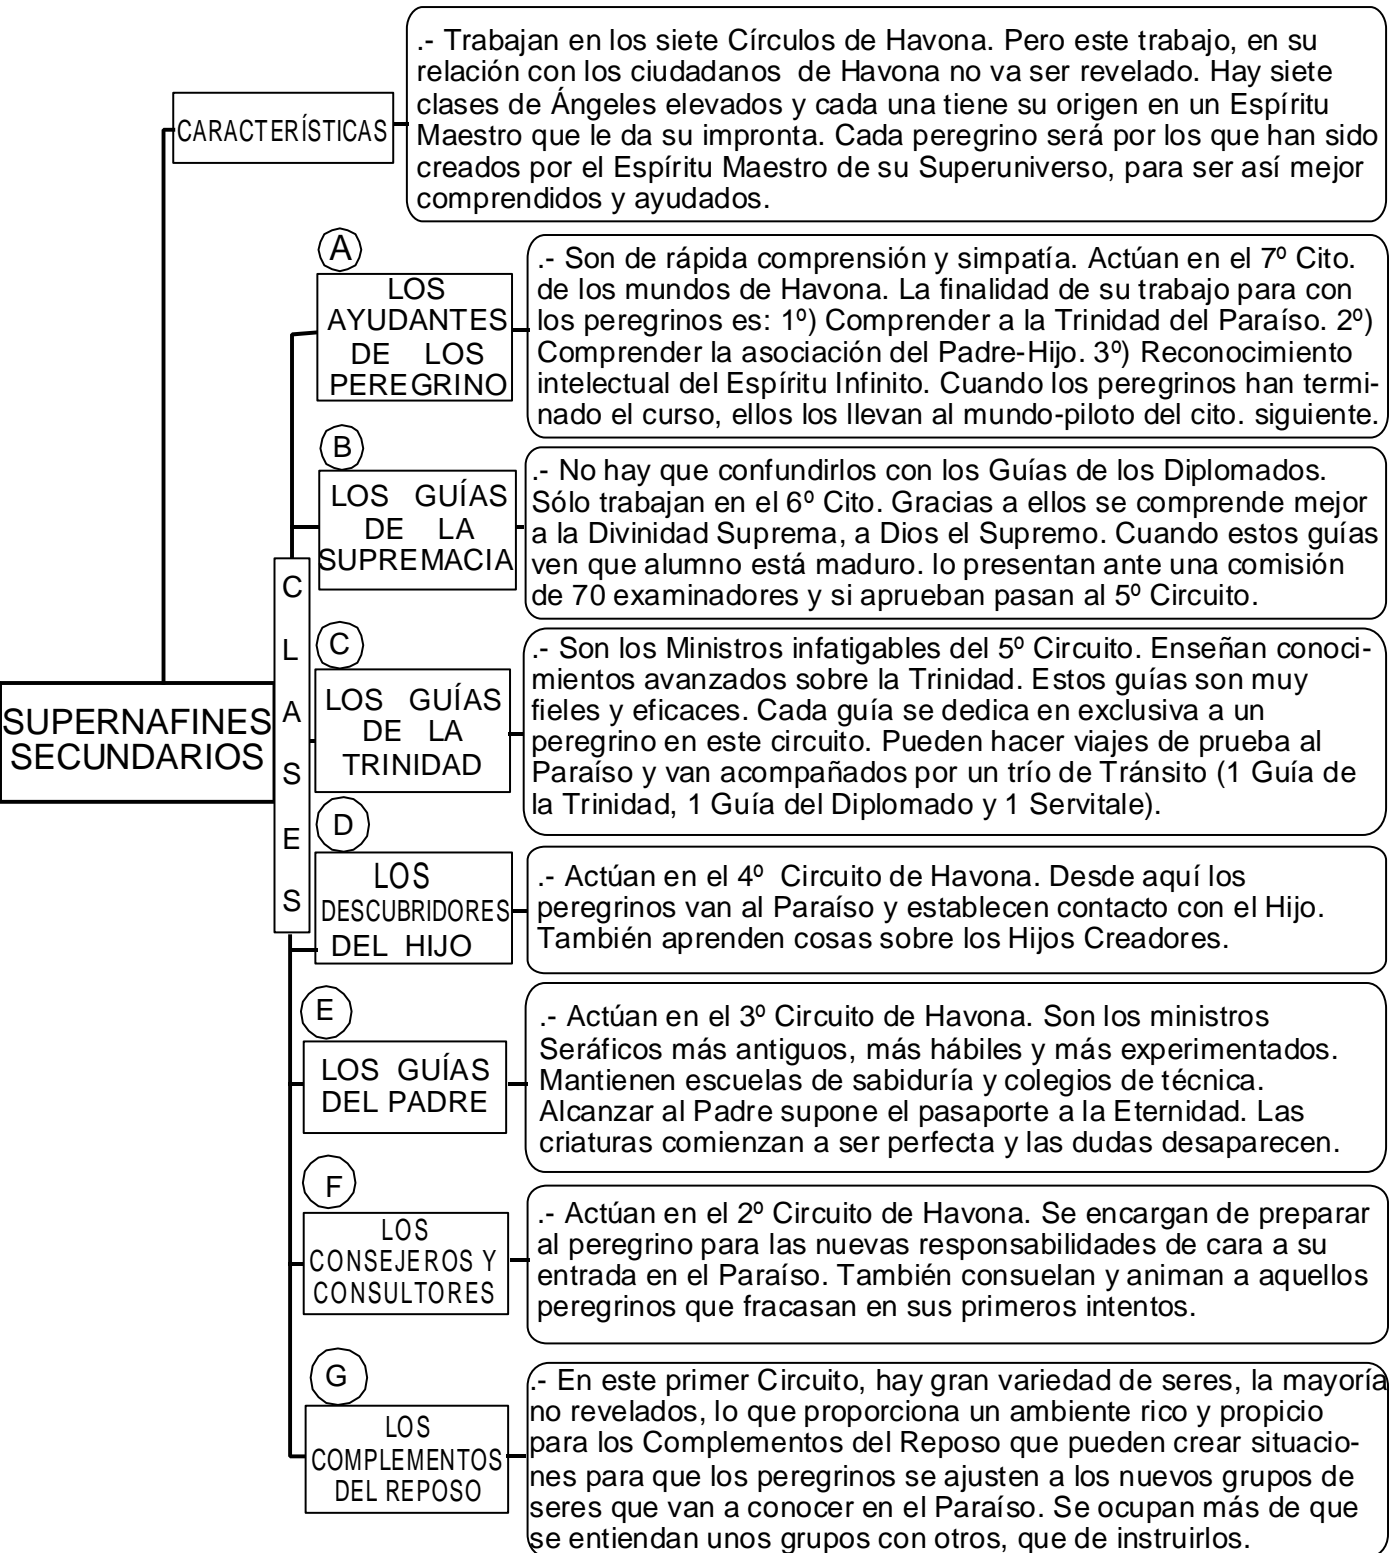 .- Trabajan en los siete Círculos de Havona. Pero este trabajo, en su
relación con los ciudadanos de Havona no va ser revelado. Hay siete
clases de Ángeles elevados y cada una tiene su origen en un Espíritu
Maestro que le da su impronta. Cada peregrino será por los que han sido
creados por el Espíritu Maestro de su Superuniverso, para ser así mejor
comprendidos y ayudados.
CARACTERÍSTICAS
SUPERNAFINES
SECUNDARIOS
C
L
A
S
E
S
A
LOS
AYUDANTES
DE LOS
PEREGRINO
.- Son de rápida comprensión y simpatía. Actúan en el 7º Cito.
de los mundos de Havona. La finalidad de su trabajo para con
los peregrinos es: 1º) Comprender a la Trinidad del Paraíso. 2º)
Comprender la asociación del Padre-Hijo. 3º) Reconocimiento
intelectual del Espíritu Infinito. Cuando los peregrinos han termi-
nado el curso, ellos los llevan al mundo-piloto del cito. siguiente.
B
LOS GUÍAS
DE LA
SUPREMACIA
.- No hay que confundirlos con los Guías de los Diplomados.
Sólo trabajan en el 6º Cito. Gracias a ellos se comprende mejor
a la Divinidad Suprema, a Dios el Supremo. Cuando estos guías
ven que alumno está maduro. lo presentan ante una comisión
de 70 examinadores y si aprueban pasan al 5º Circuito.
C
LOS GUÍAS
DE LA
TRINIDAD
.- Son los Ministros infatigables del 5º Circuito. Enseñan conoci-
mientos avanzados sobre la Trinidad. Estos guías son muy
fieles y eficaces. Cada guía se dedica en exclusiva a un
peregrino en este circuito. Pueden hacer viajes de prueba al
Paraíso y van acompañados por un trío de Tránsito (1 Guía de
la Trinidad, 1 Guía del Diplomado y 1 Servitale).
D
LOS
DESCUBRIDORES
DEL HIJO
.- Actúan en el 4º Circuito de Havona. Desde aquí los
peregrinos van al Paraíso y establecen contacto con el Hijo.
También aprenden cosas sobre los Hijos Creadores.
E
LOS GUÍAS
DEL PADRE
.- Actúan en el 3º Circuito de Havona. Son los ministros
Seráficos más antiguos, más hábiles y más experimentados.
Mantienen escuelas de sabiduría y colegios de técnica.
Alcanzar al Padre supone el pasaporte a la Eternidad. Las
criaturas comienzan a ser perfecta y las dudas desaparecen.
F
LOS
CONSEJEROS Y
CONSULTORES
.- Actúan en el 2º Circuito de Havona. Se encargan de preparar
al peregrino para las nuevas responsabilidades de cara a su
entrada en el Paraíso. También consuelan y animan a aquellos
peregrinos que fracasan en sus primeros intentos.
G
LOS
COMPLEMENTOS
DEL REPOSO
.- En este primer Circuito, hay gran variedad de seres, la mayoría
no revelados, lo que proporciona un ambiente rico y propicio
para los Complementos del Reposo que pueden crear situacio-
nes para que los peregrinos se ajusten a los nuevos grupos de
seres que van a conocer en el Paraíso. Se ocupan más de que
se entiendan unos grupos con otros, que de instruirlos.